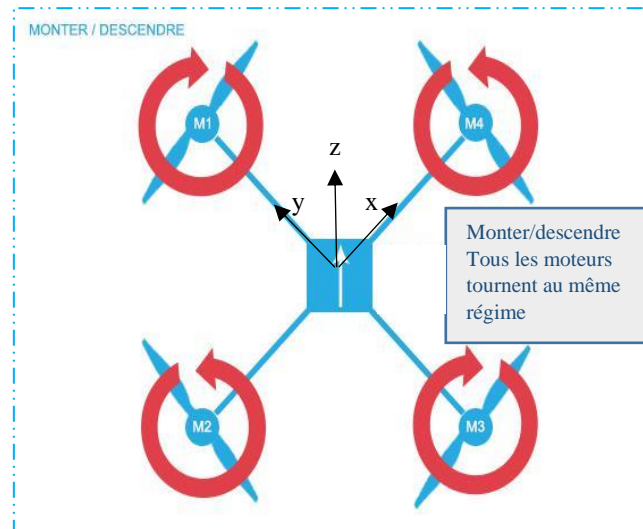 MONTER / DESCENDRE
M1
M4
z
y
x
Monter/descendre
Tous les moteurs
tournent au même
régime
M2
M3